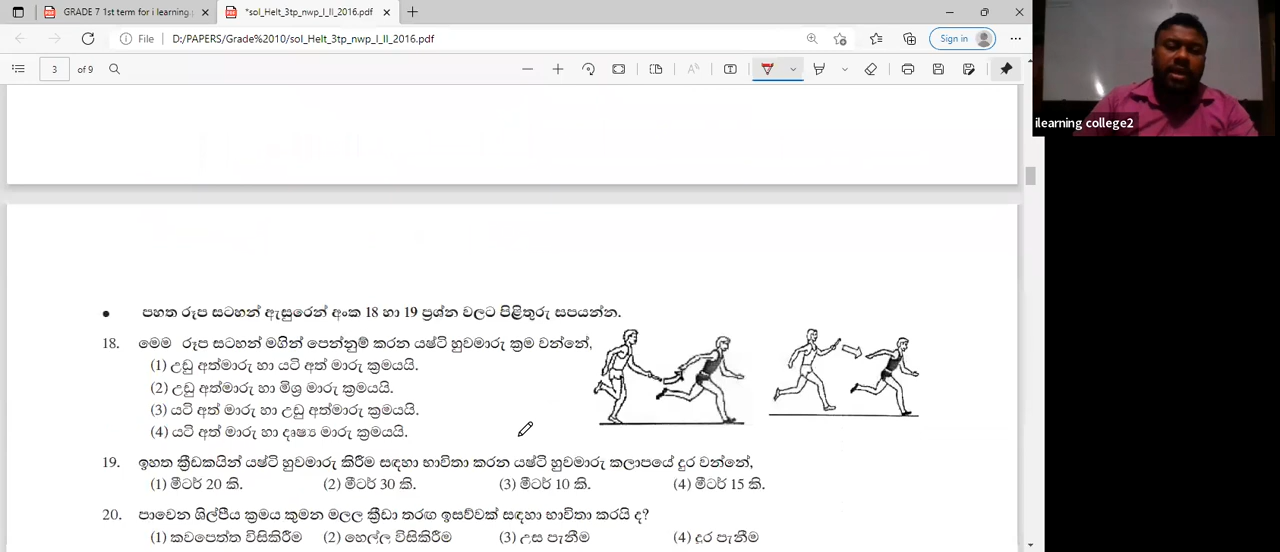 GRADE 7 1st term for i learning
*sol_Helt_3tp_nwp_I_II_2016.pdf
File
D:/PAPERS/Grade%2010/sol_Helt_3tp_nwp_I_II_2016.pdf
Sign in
3 of 9
ilearning college2
• පහත රූප සටහන් ඇසුරෙන් අංක 18 හා 19 ප්‍රශ්න වලට පිළිතුරු සපයන්න.
18. මෙම රූප සටහන් මගින් පෙන්නුම් කරන යෂ්ටි හුවමාරු ක්‍රම වන්නේ,
(1) උඩු අත්මාරු හා යටි අත් මාරු ක්‍රමයයි.
(2) උඩු අත්මාරු හා මිශ්‍ර මාරු ක්‍රමයයි.
(3) යටි අත් මාරු හා උඩු අත්මාරු ක්‍රමයයි.
(4) යටි අත් මාරු හා දෘෂ්‍ය මාරු ක්‍රමයයි.
19. ඉහත ක්‍රීඩකයින් යෂ්ටි හුවමාරු කිරීම සඳහා භාවිතා කරන යෂ්ටි හුවමාරු කලාපයේ දුර වන්නේ,
(1) මීටර් 20 කි. (2) මීටර් 30 කි. (3) මීටර් 10 කි. (4) මීටර් 15 කි.
20. පාවෙන ශිල්පීය ක්‍රමය කුමන මලල ක්‍රීඩා තරඟ ඉසව්වක් සඳහා භාවිතා කරයි ද?
(1) කවපෙත්ත විසිකිරීම (2) හෙල්ල විසිකිරීම (3) උස පැනීම (4) දුර පැනීම